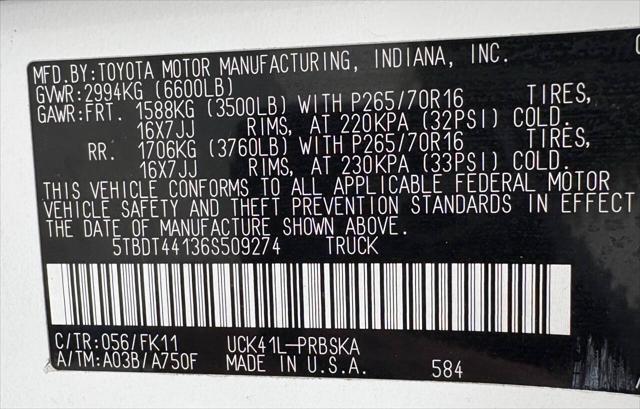 MFD.BY:TOYOTA MOTOR MANUFACTURING, INDIANA, INC.
GVWR:2994KG (6600LB)
GAWR:FRT. 1588KG (3500LB) WITH P265/70R16 TIRES,
16X7JJ RIMS, AT 220KPA (32PSI) COLD.
RR. 1706KG (3760LB) WITH P265/70R16 TIRES,
16X7JJ RIMS, AT 230KPA (33PSI) COLD.
THIS VEHICLE CONFORMS TO ALL APPLICABLE FEDERAL MOTOR
VEHICLE SAFETY AND THEFT PREVENTION STANDARDS IN EFFECT
THE DATE OF MANUFACTURE SHOWN ABOVE.
5TBDT44136S509274 TRUCK
C/TR:056/FK11 UCK41L-PRBSKA
A/TM:A03B/A750F MADE IN U.S.A. 584